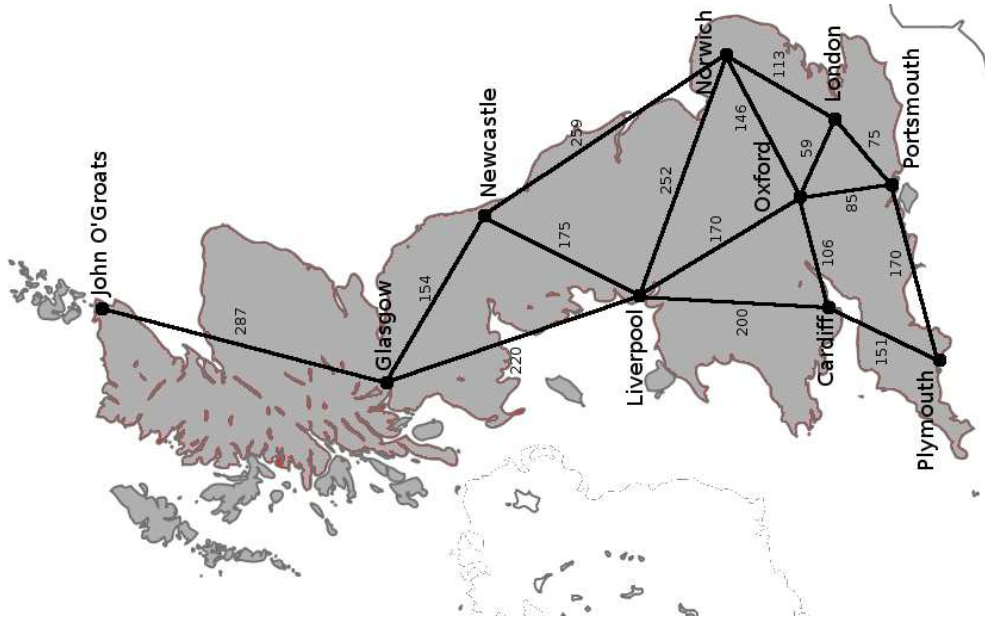 John O'Groats
287
Glasgow
154
Newcastle
259
220
175
Liverpool
252
Norwich
170
146
113
200
Oxford
59
London
Cardiff
106
85
75
Portsmouth
151
170
Plymouth